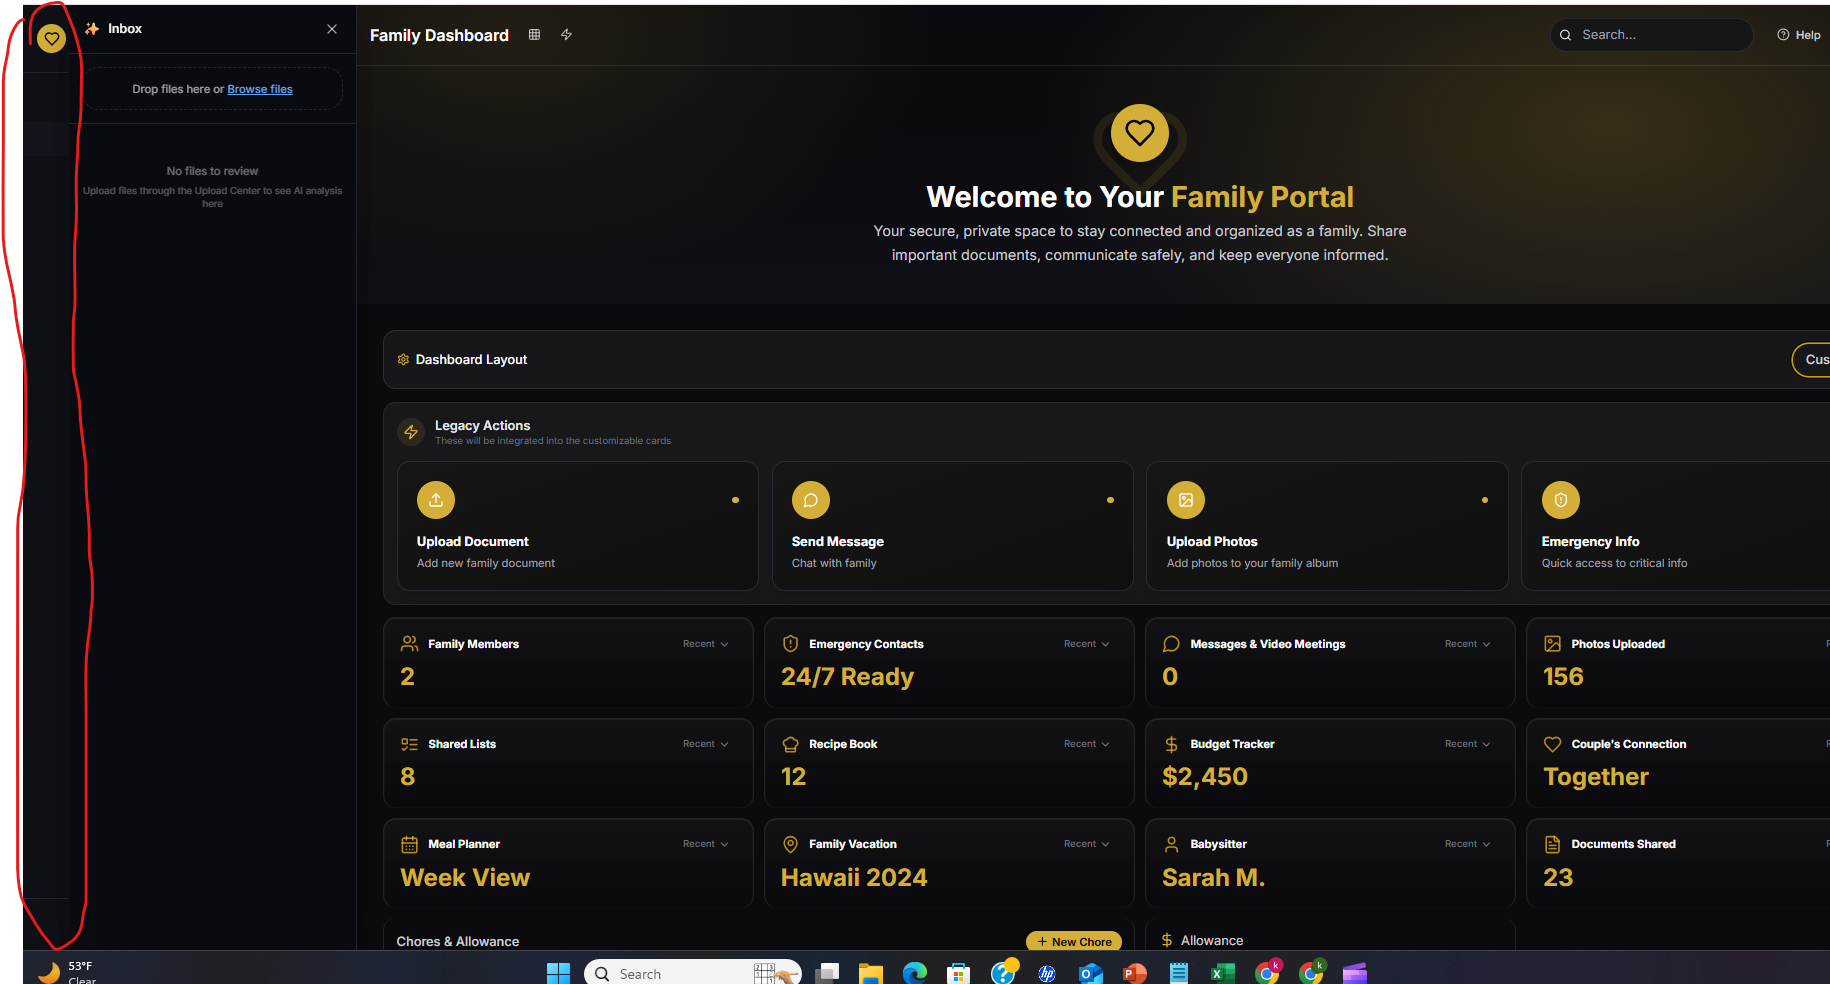 Inbox
Drop files here or Browse files
No files to review
Upload files through the Upload Center to see AI analysis
here
Family Dashboard
Search...
Help
Welcome to Your Family Portal
Your secure, private space to stay connected and organized as a family. Share
important documents, communicate safely, and keep everyone informed.
Dashboard Layout
Cus
Legacy Actions
These will be integrated into the customizable cards
Upload Document
Add new family document
Send Message
Chat with family
Upload Photos
Add photos to your family album
Emergency Info
Quick access to critical info
Family Members
Recent
2
Emergency Contacts
Recent
24/7 Ready
Messages & Video Meetings
Recent
0
Photos Uploaded
156
Shared Lists
Recent
8
Recipe Book
Recent
12
Budget Tracker
Recent
$2,450
Couple's Connection
Together
Meal Planner
Recent
Week View
Family Vacation
Recent
Hawaii 2024
Babysitter
Recent
Sarah M.
Documents Shared
23
Chores & Allowance
+ New Chore
Allowance
53°F
Clear
Search